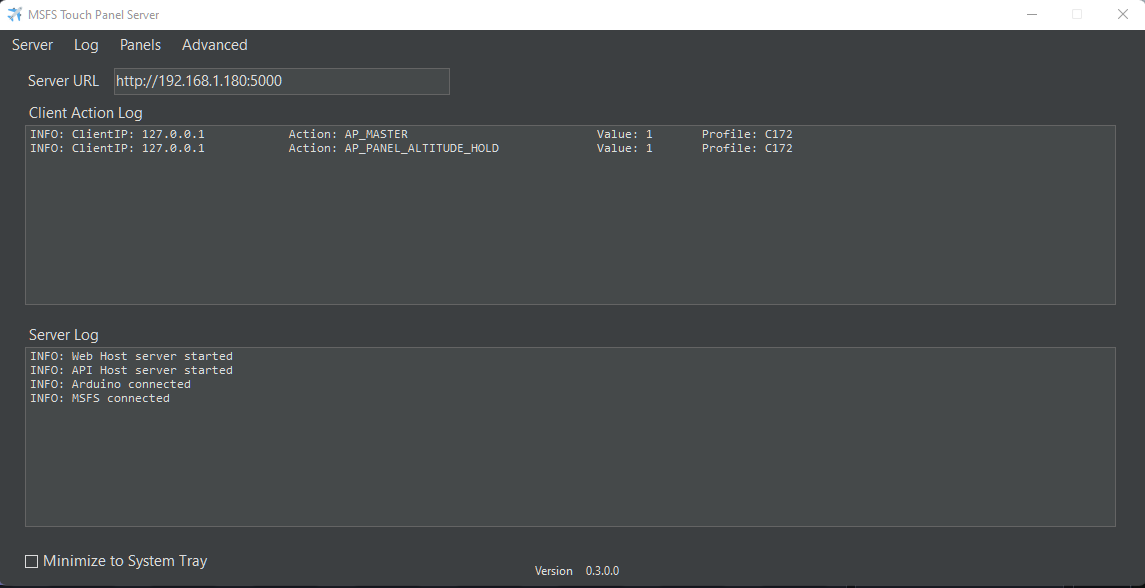 MSFS Touch Panel Server
Server Log Panels Advanced
Server URL http://192.168.1.180:5000
Client Action Log
INFO: ClientIP: 127.0.0.1 Action: AP_MASTER Value: 1 Profile: C172
INFO: ClientIP: 127.0.0.1 Action: AP_PANEL_ALTITUDE_HOLD Value: 1 Profile: C172
Server Log
INFO: Web Host server started
INFO: API Host server started
INFO: Arduino connected
INFO: MSFS connected
Minimize to System Tray
Version 0.3.0.0